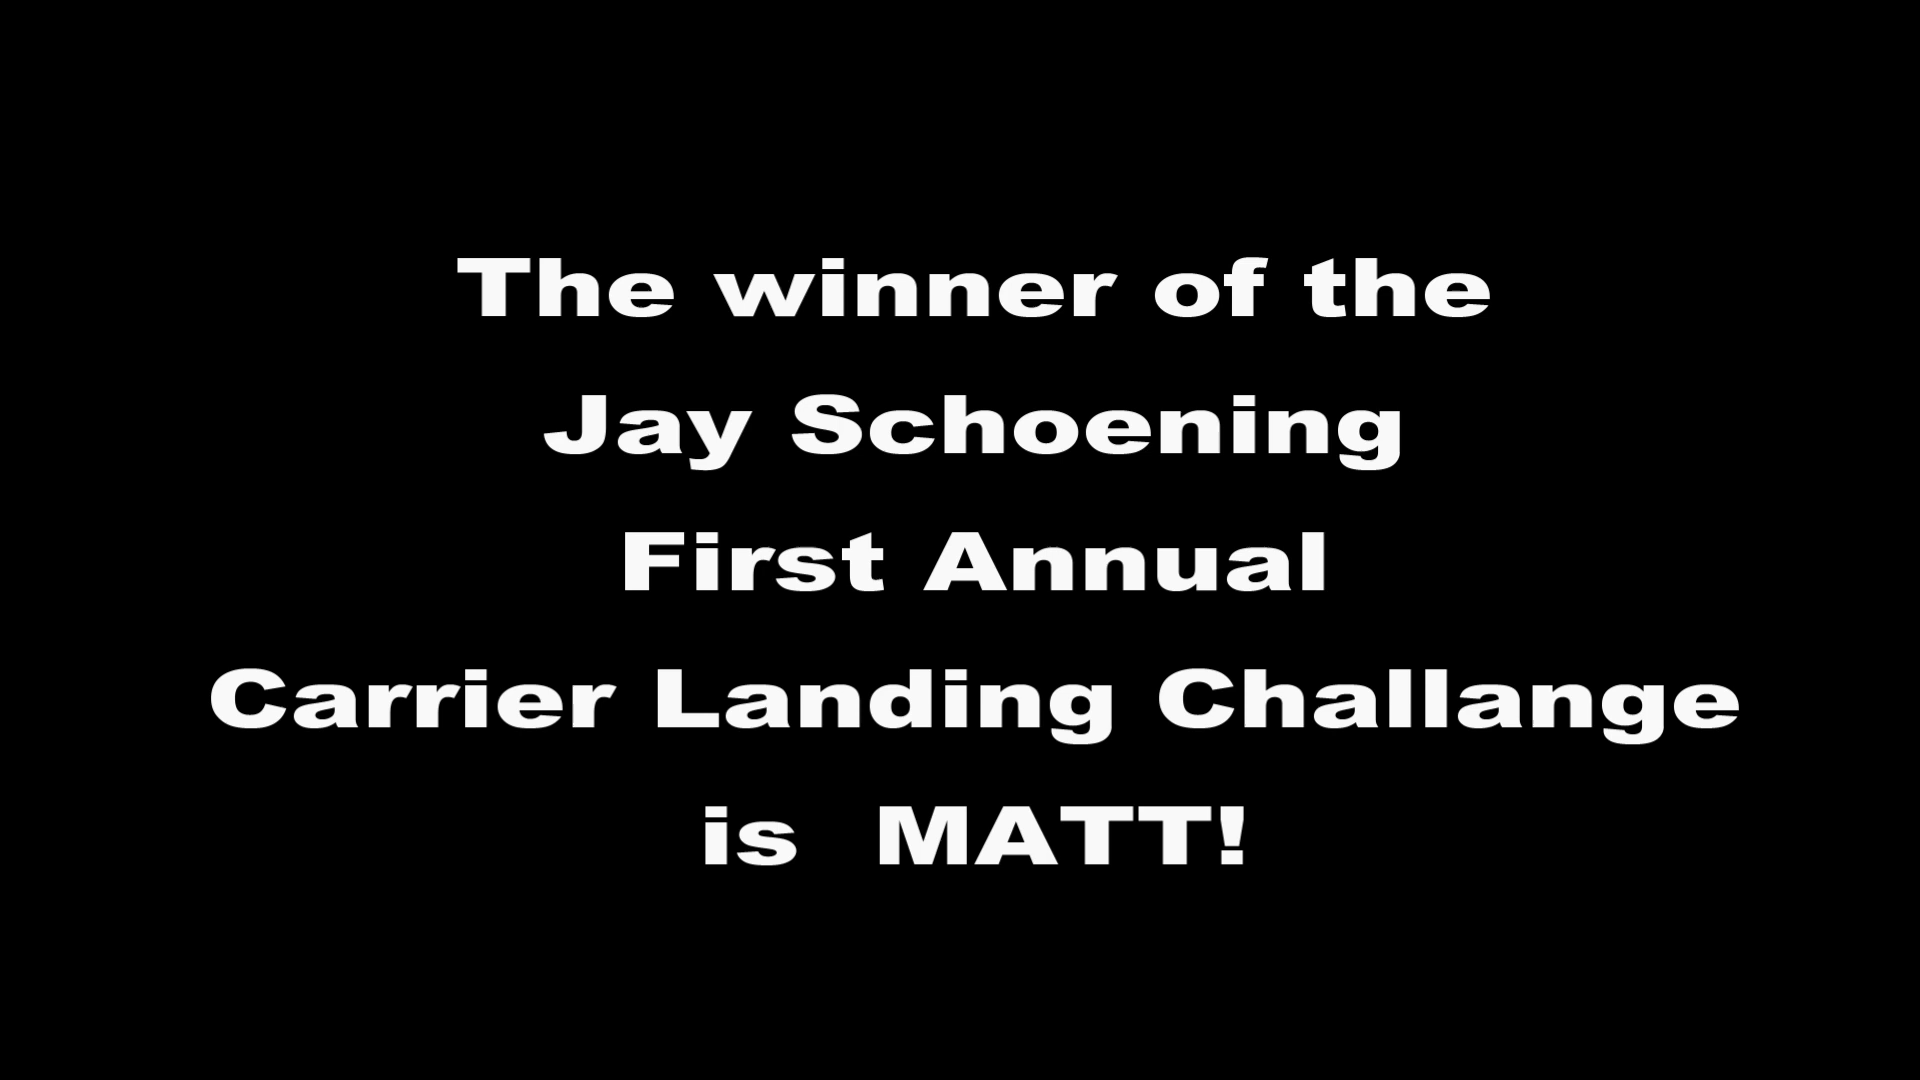 The winner of the
Jay Schoening
First Annual
Carrier Landing Challange
is  MATT!